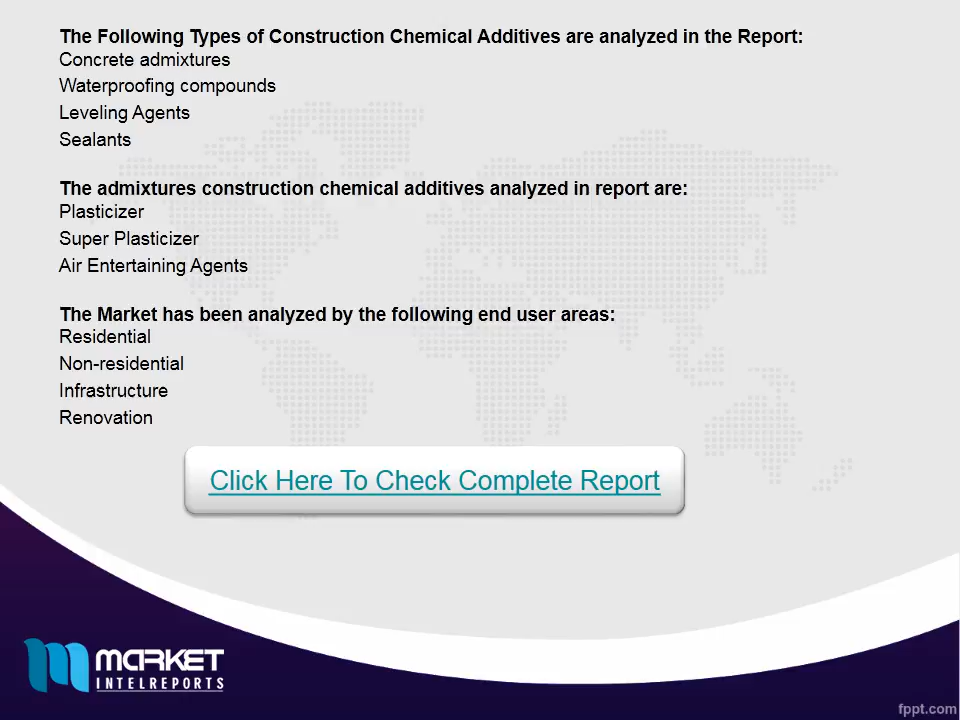 The Following Types of Construction Chemical Additives are analyzed in the Report:
Concrete admixtures
Waterproofing compounds
Leveling Agents
Sealants
The admixtures construction chemical additives analyzed in report are:
Plasticizer
Super Plasticizer
Air Entertaining Agents
The Market has been analyzed by the following end user areas:
Residential
Non-residential
Infrastructure
Renovation
Click Here To Check Complete Report
MARKET
INTELREPORTS
fppt.com